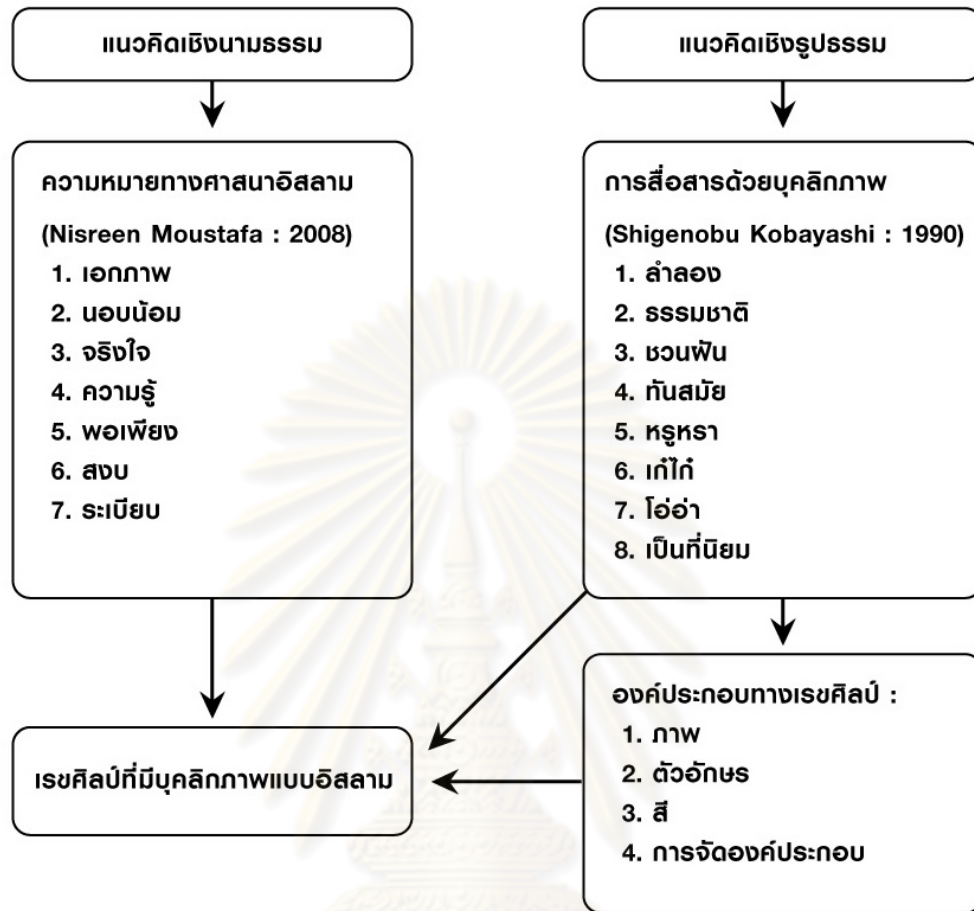 แนวคิดเชิงนามธรรม
แนวคิดเชิงรูปธรรม
ความหมายทางศาสนาอิสลาม
(Nisreen Moustafa : 2008)
1. เอกภาพ
2. นอบน้อม
3. จริงใจ
4. ความรู้
5. พอเพียง
6. สงบ
7. ระเบียบ
การสื่อสารด้วยบุคลิกภาพ
(Shigenobu Kobayashi : 1990)
1. ลำลอง
2. ธรรมชาติ
3. ชวนฝัน
4. ทันสมัย
5. หรูหรา
6. เก๋ไก๋
7. โอ่อ่า
8. เป็นที่นิยม
เรขศิลป์ที่มีบุคลิกภาพแบบอิสลาม
องค์ประกอบทางเรขศิลป์ :
1. ภาพ
2. ตัวอักษร
3. สี
4. การจัดองค์ประกอบ